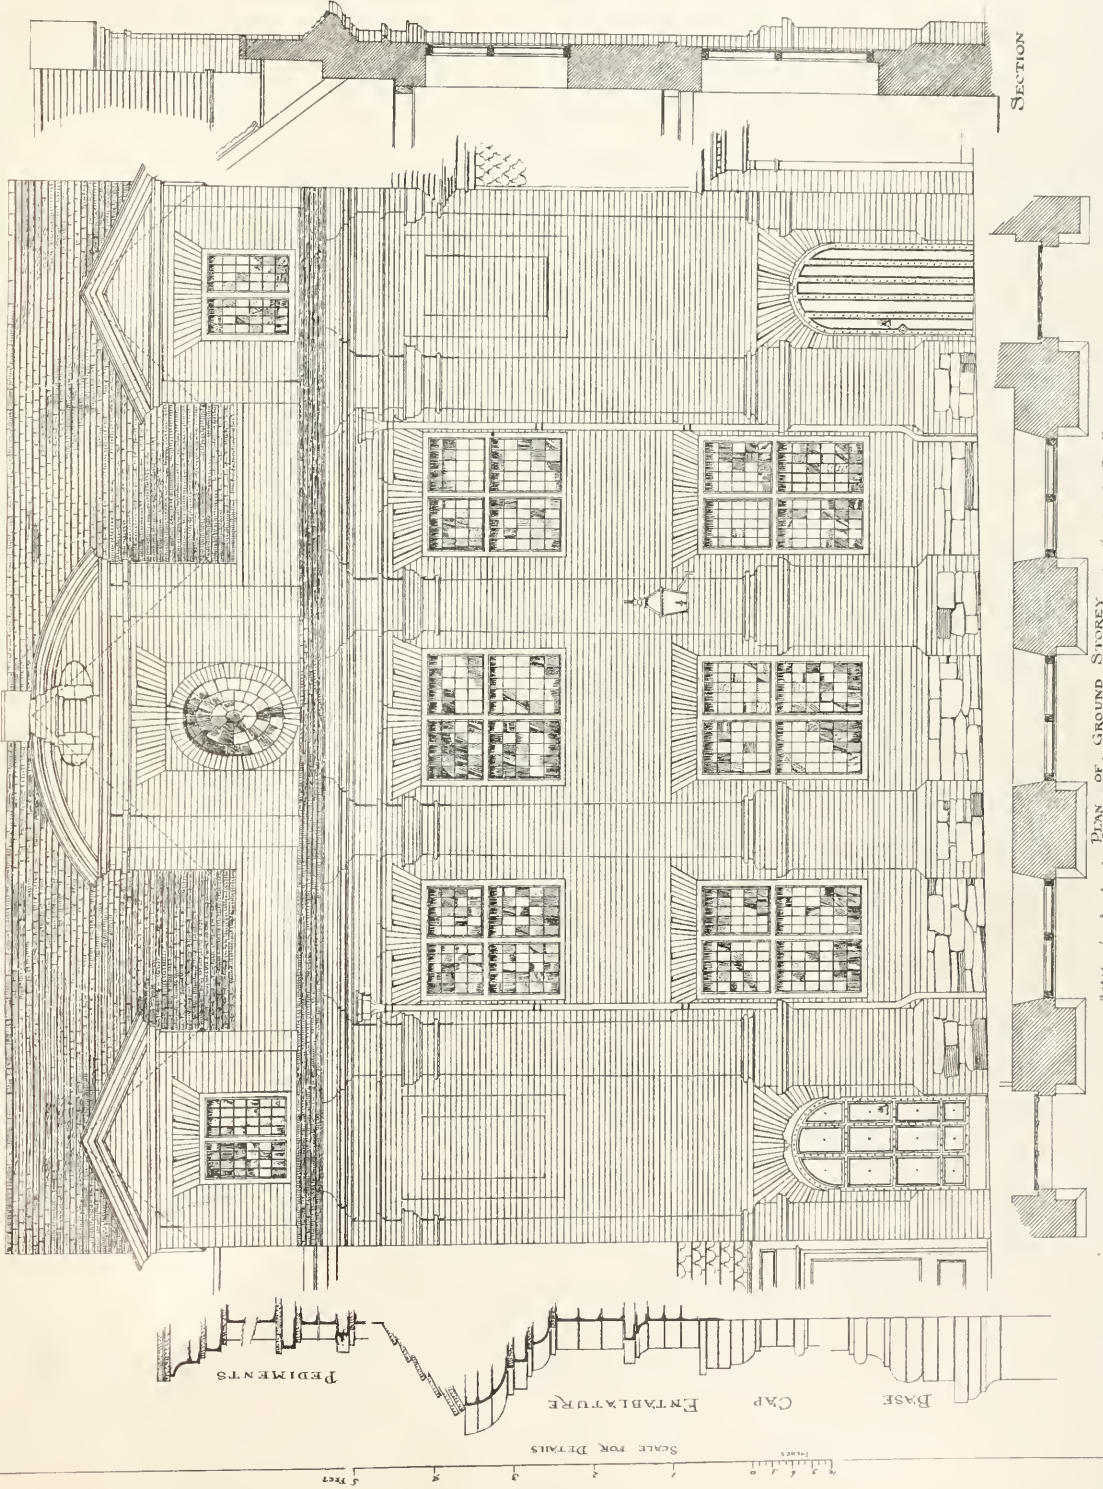 SECTION
PLAN OF GROUND STOREY
PEDIMENTS
ENTABLATURE
CAP
BASE
SCALE FOR DETAILS
INCHES
5 FEET 4 3 2 1 0